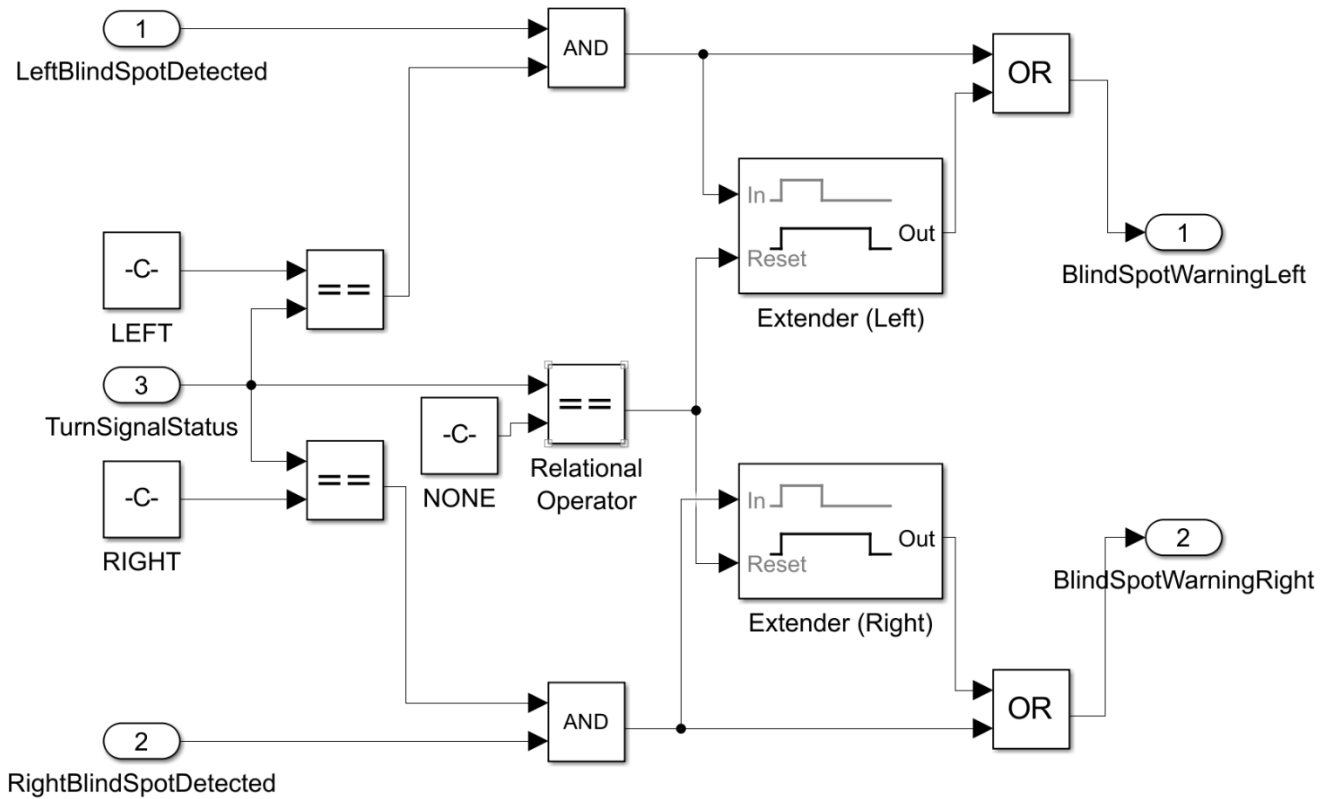 1
LeftBlindSpotDetected
AND
OR
In
Out
Reset
Extender (Left)
1
BlindSpotWarningLeft
-C-
LEFT
==
3
TurnSignalStatus
-C-
NONE
==
Relational
Operator
-C-
RIGHT
==
In
Out
Reset
Extender (Right)
2
BlindSpotWarningRight
AND
OR
2
RightBlindSpotDetected